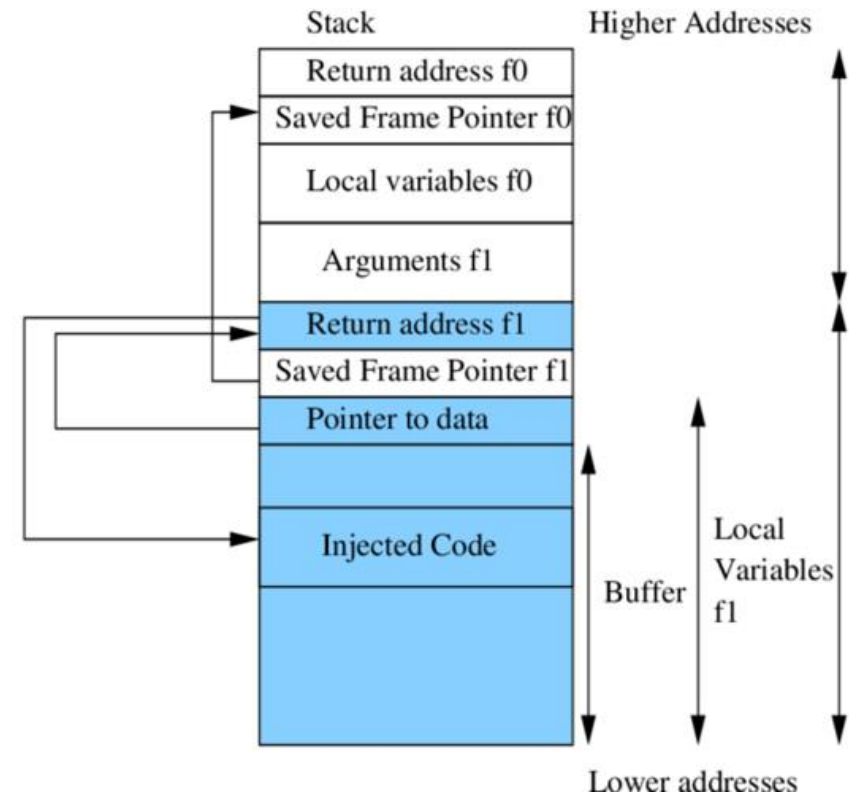 Stack
Higher Addresses
Return address f0
Saved Frame Pointer f0
Local variables f0
Arguments f1
Return address f1
Saved Frame Pointer f1
Pointer to data
Injected Code
Buffer
Local
Variables
f1
Lower addresses